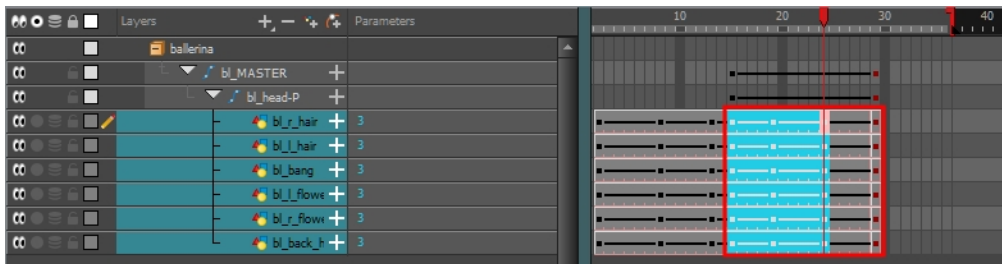 Layers Parameters 10 20 30 40
ballerina
bl_MASTER
bl_head-P
bl_r_hair 3
bl_l_hair 3
bl_bang 3
bl_l_flowe 3
bl_r_flowe 3
bl_back_h 3